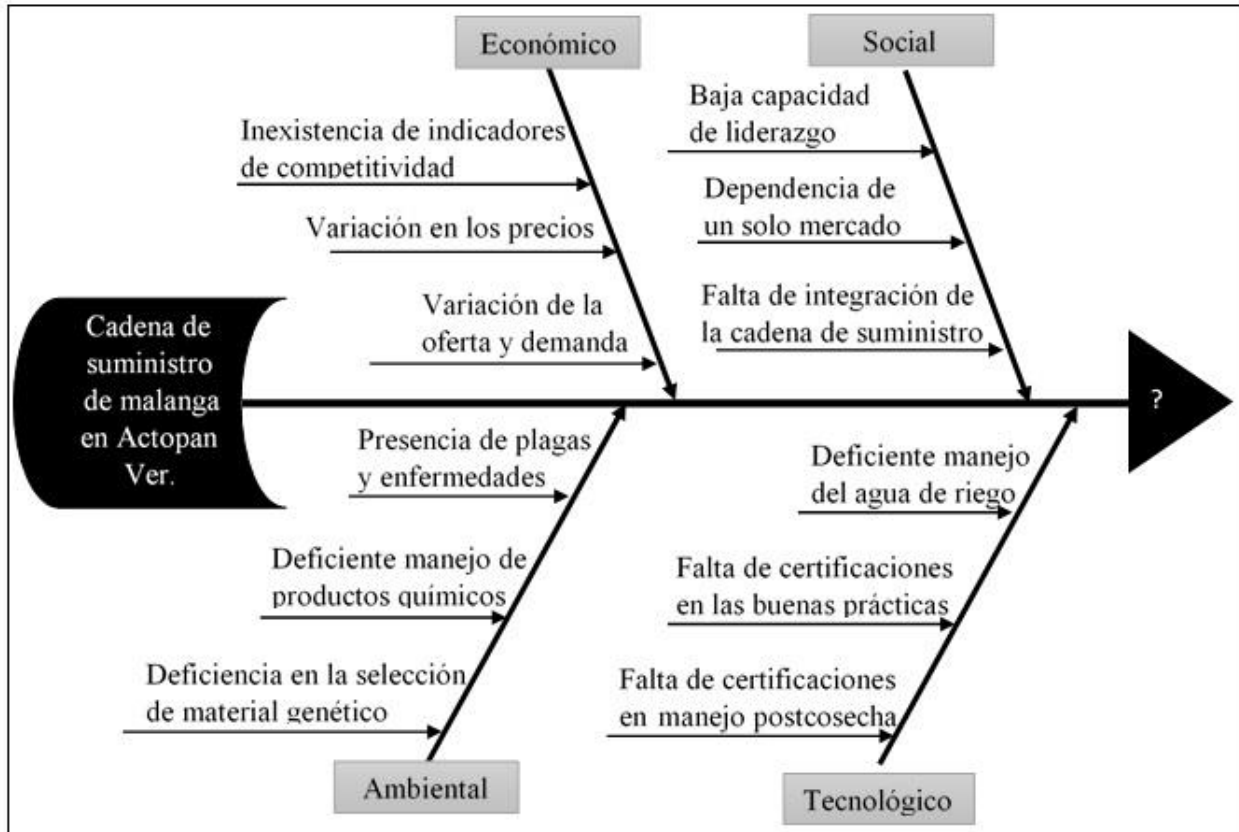 Económico
Social
Inexistencia de indicadores
de competitividad
Variación en los precios
Variación de la
oferta y demanda
Baja capacidad
de liderazgo
Dependencia de
un solo mercado
Falta de integración de
la cadena de suministro
Cadena de
suministro
de malanga
en Actopan
Ver.
?
Presencia de plagas
y enfermedades
Deficiente manejo de
productos químicos
Deficiencia en la selección
de material genético
Deficiente manejo
del agua de riego
Falta de certificaciones
en las buenas prácticas
Falta de certificaciones
en manejo postcosecha
Ambiental
Tecnológico